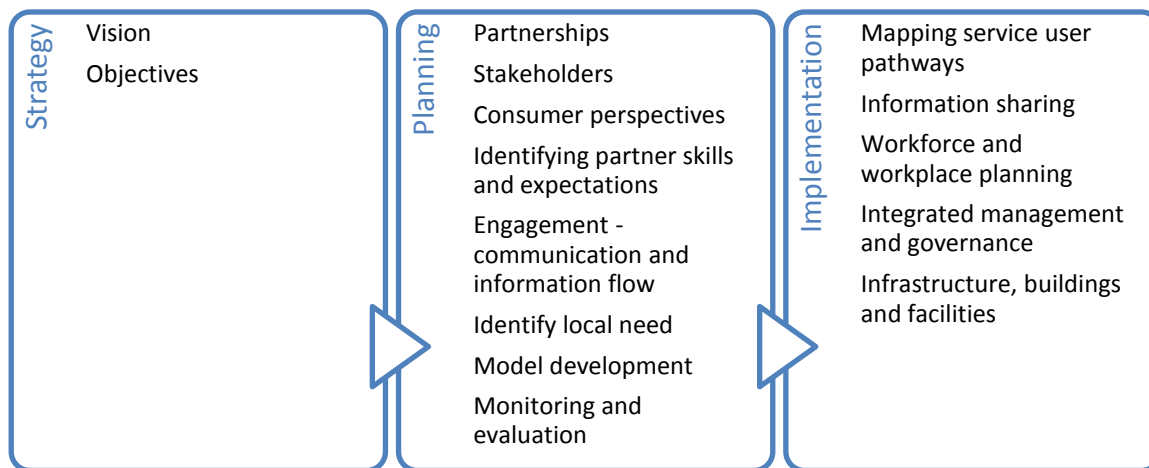 Strategy
Vision
Objectives
Planning
Partnerships
Stakeholders
Consumer perspectives
Identifying partner skills
and expectations
Engagement -
communication and
information flow
Identify local need
Model development
Monitoring and
evaluation
Implementation
Mapping service user
pathways
Information sharing
Workforce and
workplace planning
Integrated management
and governance
Infrastructure, buildings
and facilities